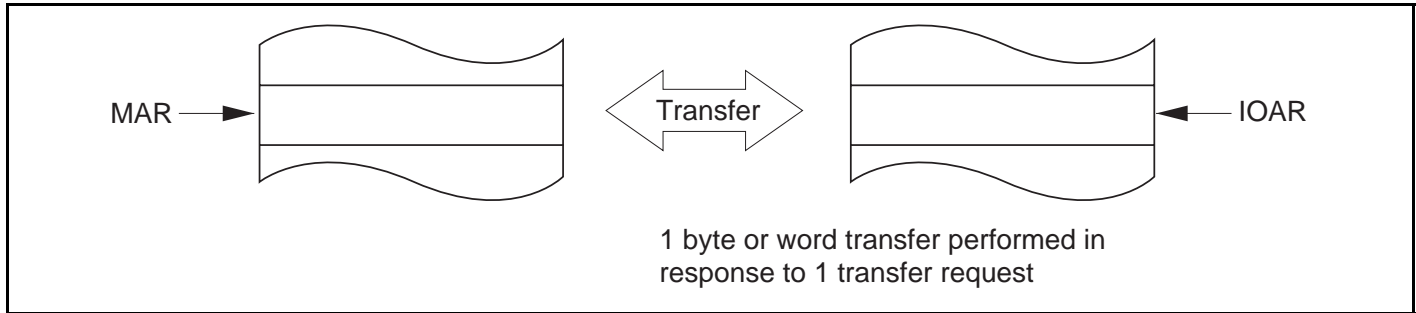 MAR
Transfer
IOAR
1 byte or word transfer performed in
response to 1 transfer request